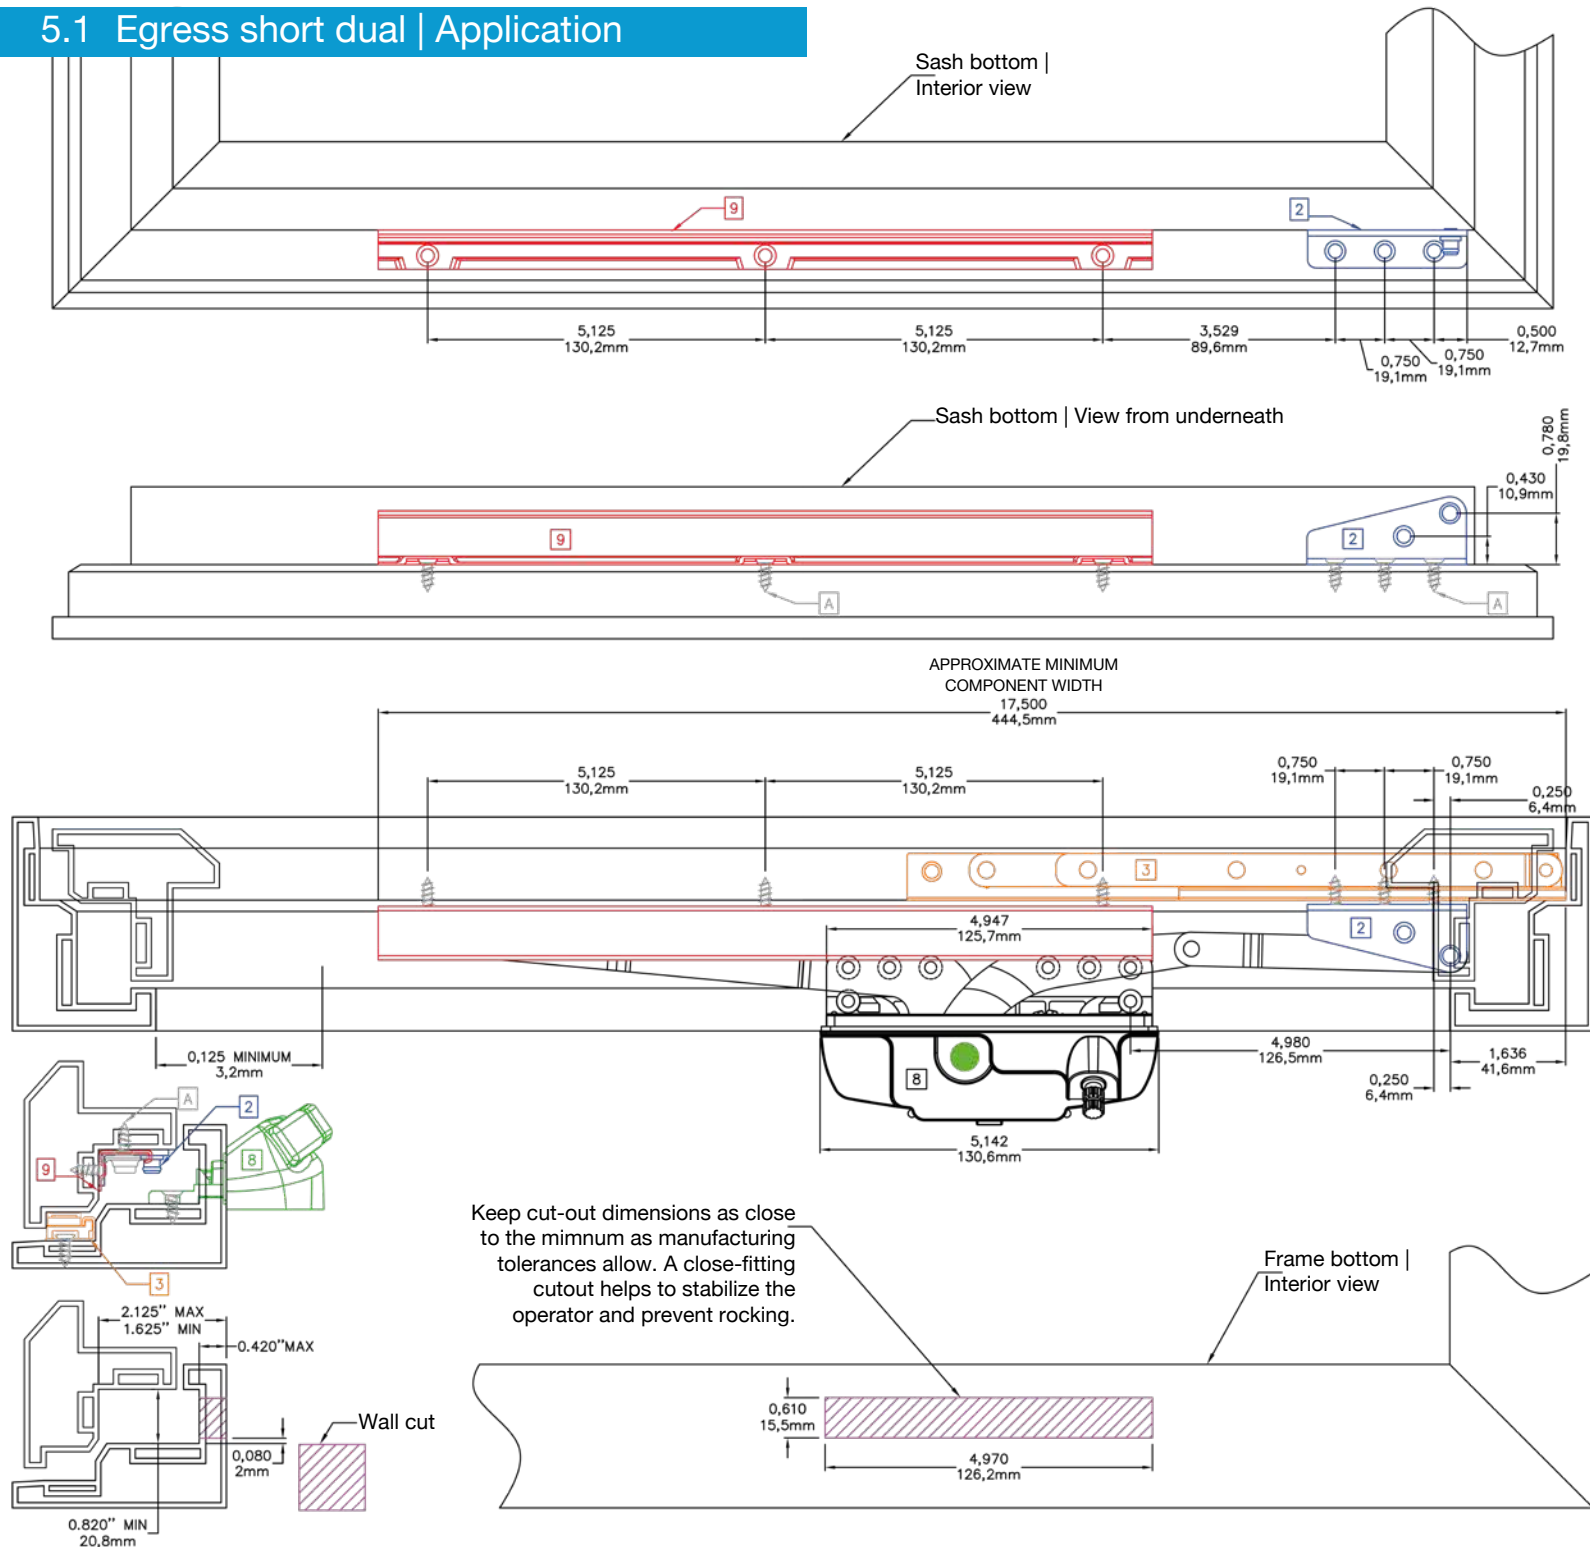 5.1 Egress short dual | Application
Sash bottom |
Interior view
9
2
5,125
130,2mm
5,125
130,2mm
3,529
89,6mm
0,750
19,1mm
0,750
19,1mm
0,500
12,7mm
Sash bottom | View from underneath
0,780
19,8mm
0,430
10,9mm
9
2
A
A
APPROXIMATE MINIMUM
COMPONENT WIDTH
17,500
444,5mm
5,125
130,2mm
5,125
130,2mm
0,750
19,1mm
0,750
19,1mm
0,250
6,4mm
3
4,947
125,7mm
2
0,125 MINIMUM
3,2mm
8
4,980
126,5mm
1,636
41,6mm
0,250
6,4mm
5,142
130,6mm
A
2
9
8
3
Keep cut-out dimensions as close
to the mimnum as manufacturing
tolerances allow. A close-fitting
cutout helps to stabilize the
operator and prevent rocking.
Frame bottom |
Interior view
2.125" MAX
1.625" MIN
0.420"MAX
Wall cut
0,080
2mm
0.820" MIN
20,8mm
0,610
15,5mm
4,970
126,2mm